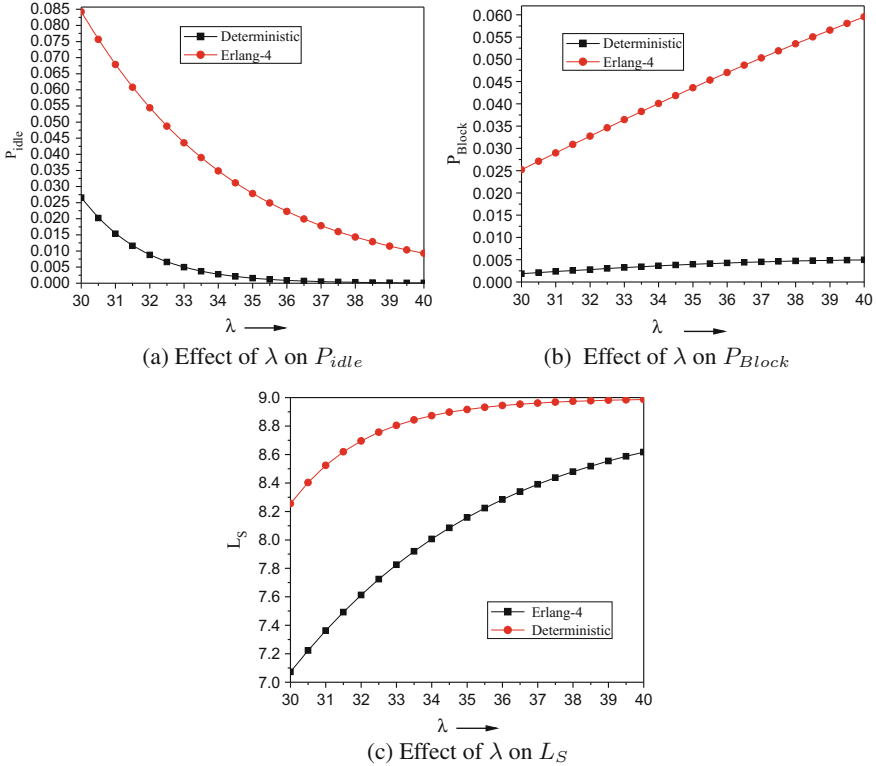 0.085
0.080
0.075
0.070
0.065
0.060
0.055
0.050
0.045
0.040
0.035
0.030
0.025
0.020
0.015
0.010
0.005
0.000
P_idle
Deterministic
Erlang-4
30 31 32 33 34 35 36 37 38 39 40
λ
(a) Effect of λ on P_idle
0.060
0.055
0.050
0.045
0.040
0.035
0.030
0.025
0.020
0.015
0.010
0.005
0.000
P_Block
Deterministic
Erlang-4
30 31 32 33 34 35 36 37 38 39 40
λ
(b) Effect of λ on P_Block
9.0
8.8
8.6
8.4
8.2
8.0
7.8
7.6
7.4
7.2
7.0
L_S
Erlang-4
Deterministic
30 31 32 33 34 35 36 37 38 39 40
λ
(c) Effect of λ on L_S